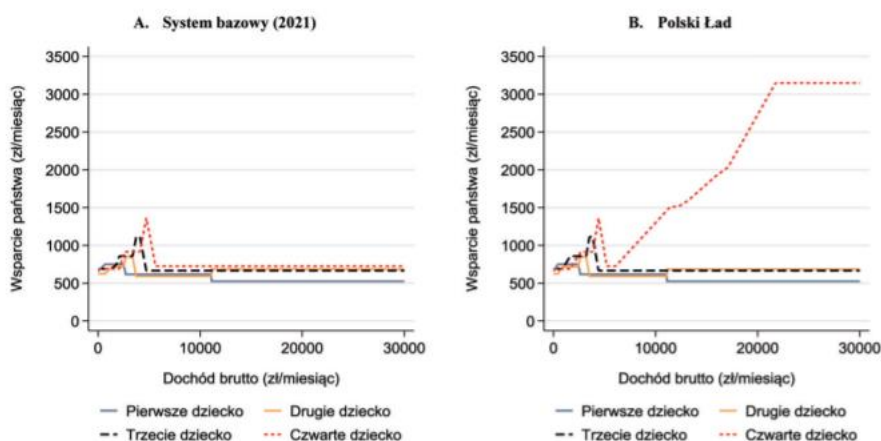 A. System bazowy (2021)
B. Polski Ład
Wsparcie państwa (zł/miesiąc)
3500
3000
2500
2000
1500
1000
500
0
0 10000 20000 30000
Dochód brutto (zł/miesiąc)
Pierwsze dziecko Drugie dziecko
Trzecie dziecko Czwarte dziecko
Wsparcie państwa (zł/miesiąc)
3500
3000
2500
2000
1500
1000
500
0
0 10000 20000 30000
Dochód brutto (zł/miesiąc)
Pierwsze dziecko Drugie dziecko
Trzecie dziecko Czwarte dziecko